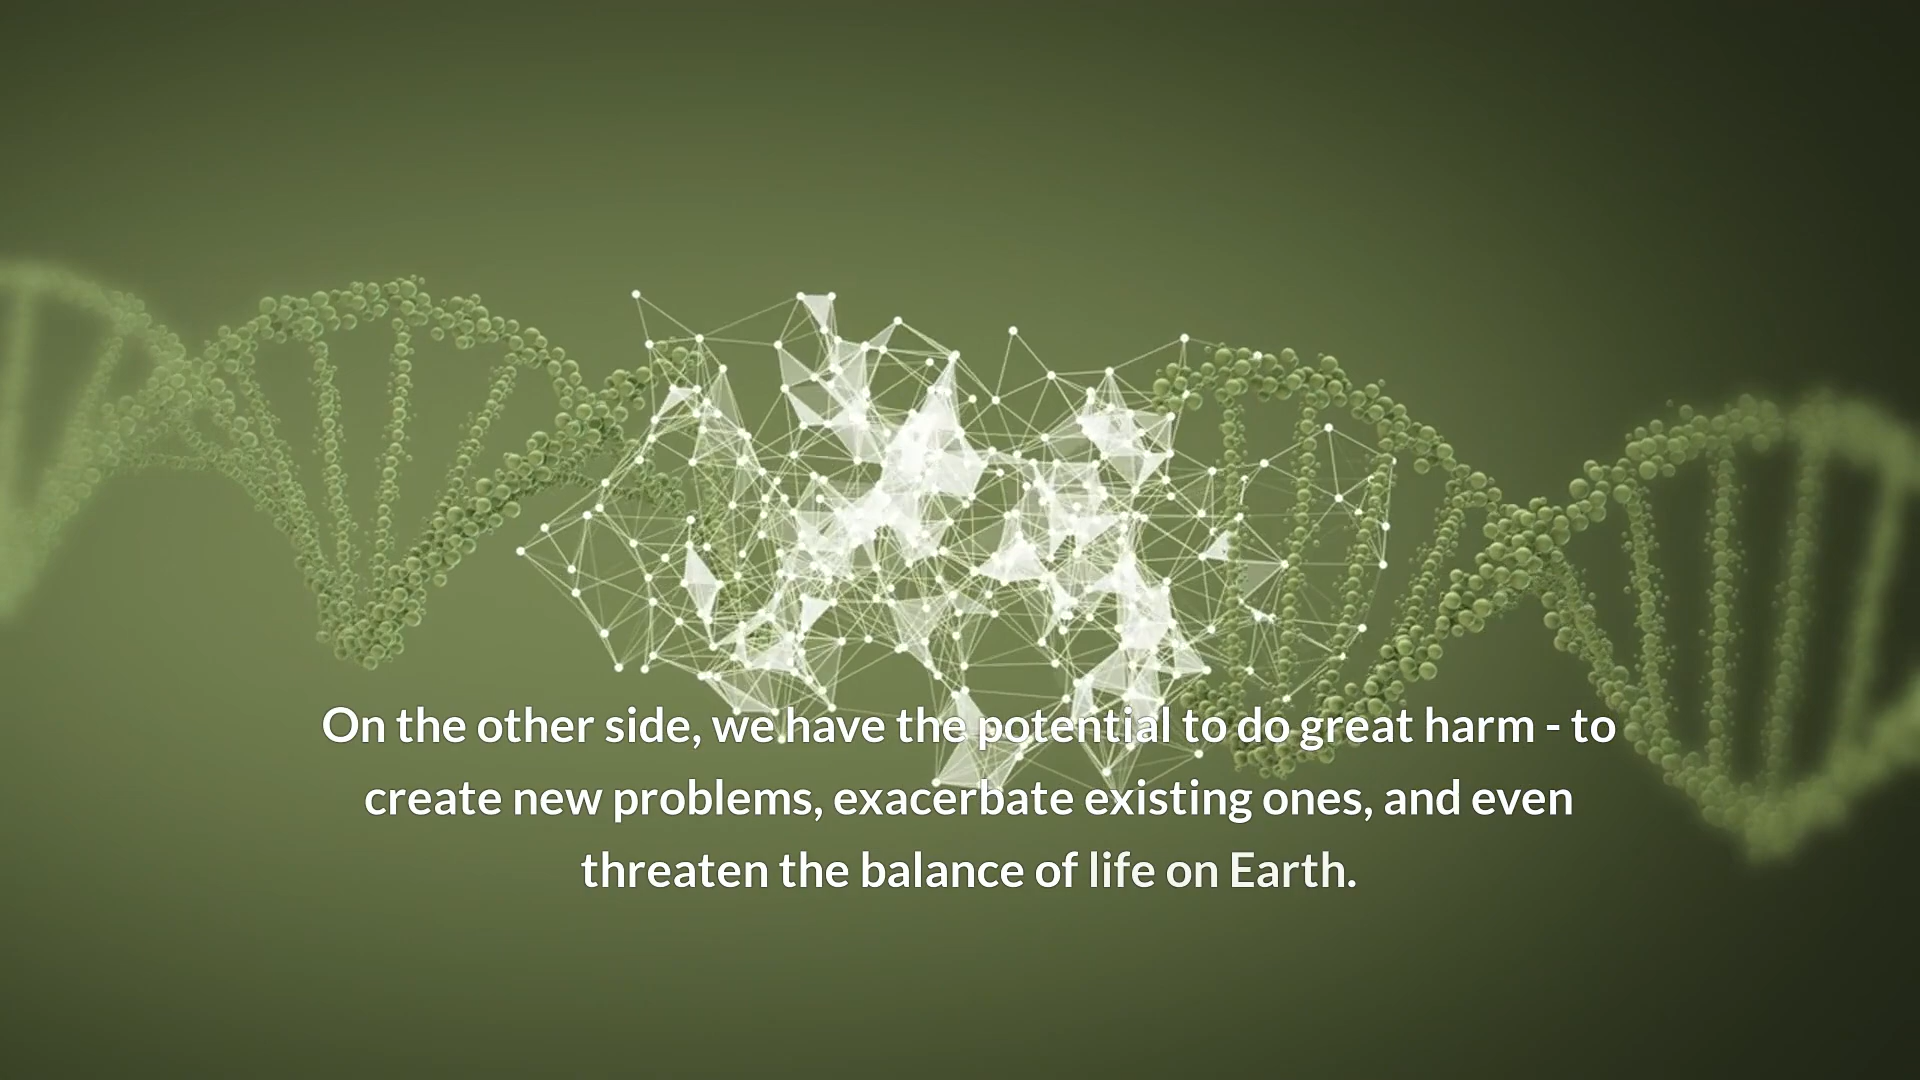 On the other side, we have the potential to do great harm - to
create new problems, exacerbate existing ones, and even
threaten the balance of life on Earth.